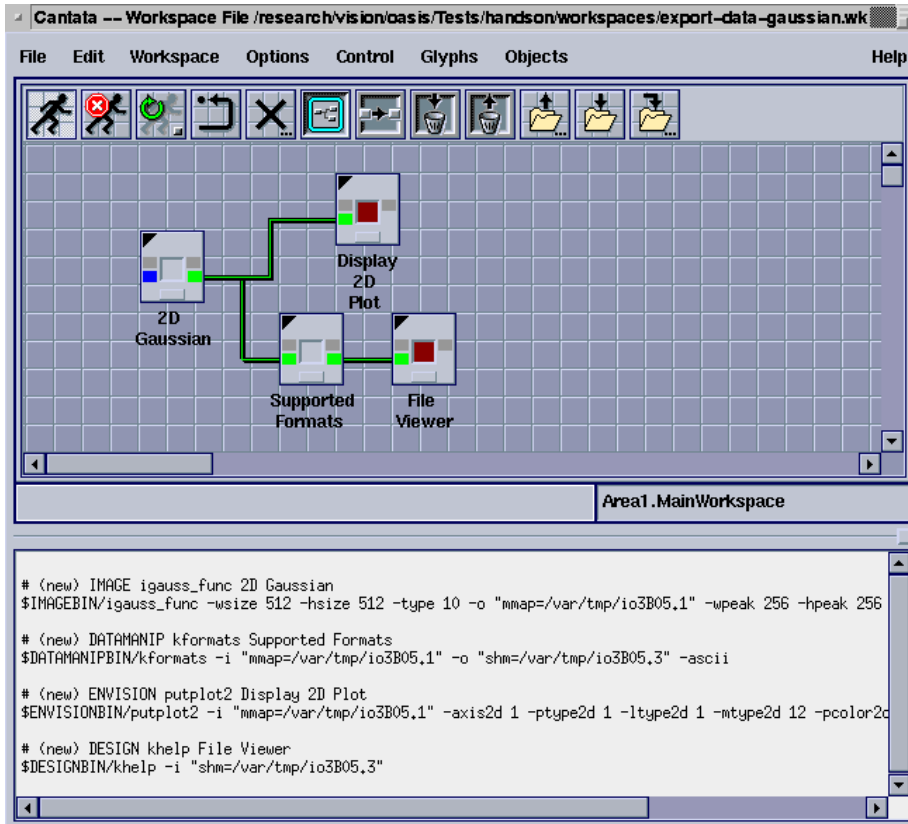 Cantata -- Workspace File /research/vision/oasis/Tests/handson/workspaces/export-data-gaussian.wk
File Edit Workspace Options Control Glyphs Objects Help
Display
2D
Plot
2D
Gaussian
Supported
Formats
File
Viewer
Area1.MainWorkspace
# (new) IMAGE igauss_func 2D Gaussian
$IMAGEBIN/igauss_func -wsize 512 -hsize 512 -type 10 -o "mmap=/var/tmp/io3B05.1" -wpeak 256 -hpeak 256
# (new) DATAMANIP kformats Supported Formats
$DATAMANIPBIN/kformats -i "mmap=/var/tmp/io3B05.1" -o "shm=/var/tmp/io3B05.3" -ascii
# (new) ENVISION putplot2 Display 2D Plot
$ENVISIONBIN/putplot2 -i "mmap=/var/tmp/io3B05.1" -axis2d 1 -ptype2d 1 -ltype2d 1 -mtype2d 12 -pcolor2d
# (new) DESIGN khelp File Viewer
$DESIGNBIN/khelp -i "shm=/var/tmp/io3B05.3"